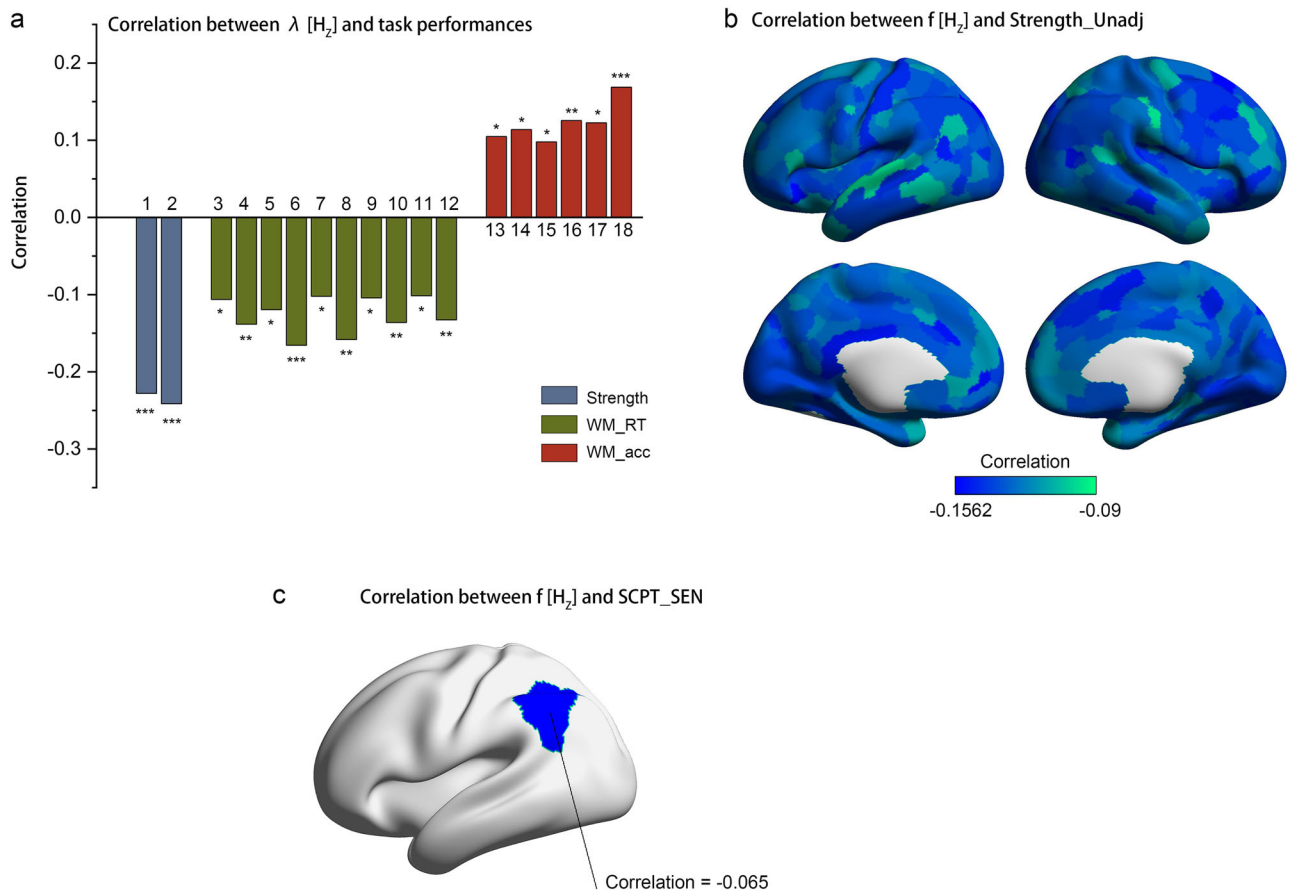 a
Correlation between λ [Hz] and task performances
0.2
0.1
0.0
-0.1
-0.2
-0.3
Correlation
1 2 3 4 5 6 7 8 9 10 11 12
13 14 15 16 17 18
* * * ** * ***
* ** * *** * ** * ** * **
*** ***
Strength
WM_RT
WM_acc
b
Correlation between f [Hz] and Strength_Unadj
Correlation
-0.1562 -0.09
c
Correlation between f [Hz] and SCPT_SEN
Correlation = -0.065